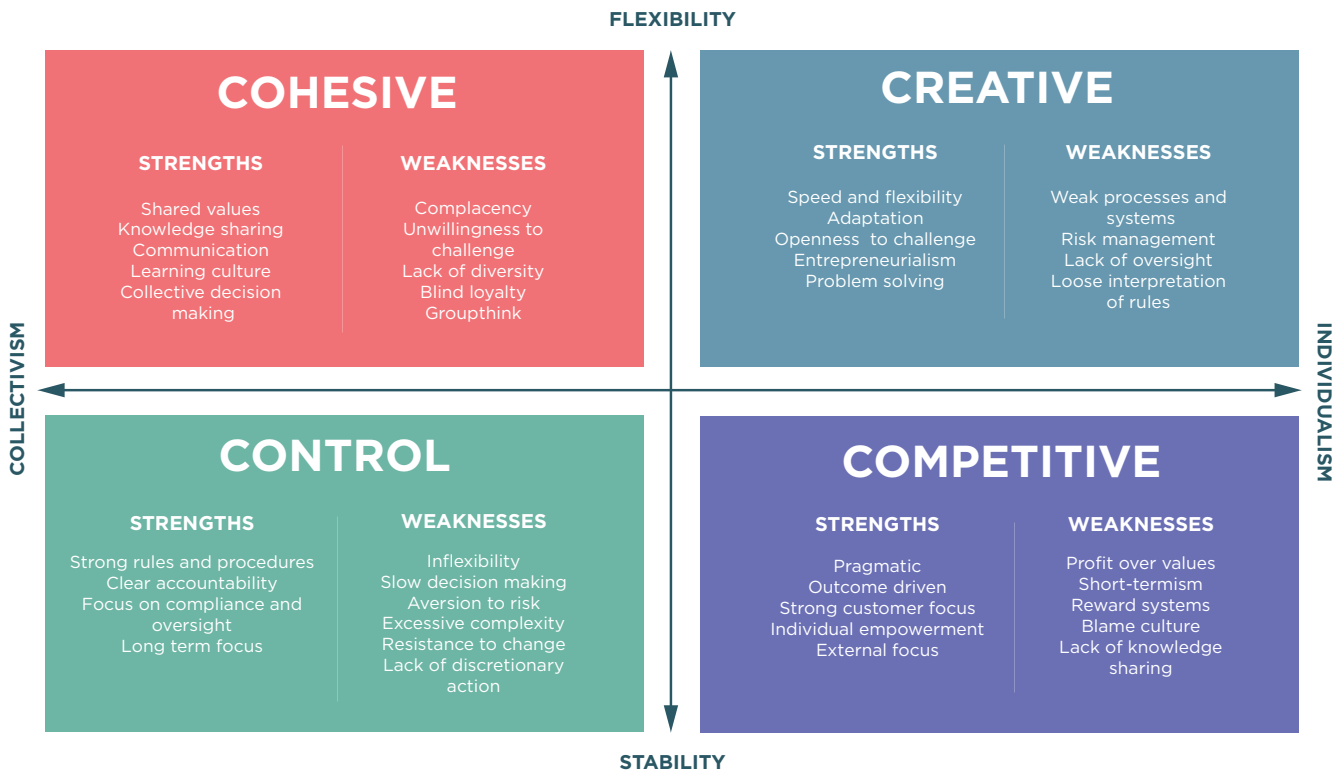 FLEXIBILITY
COHESIVE
STRENGTHS
Shared values
Knowledge sharing
Communication
Learning culture
Collective decision
making
WEAKNESSES
Complacency
Unwillingness to
challenge
Lack of diversity
Blind loyalty
Groupthink
CREATIVE
STRENGTHS
Speed and flexibility
Adaptation
Openness to challenge
Entrepreneurialism
Problem solving
WEAKNESSES
Weak processes and
systems
Risk management
Lack of oversight
Loose interpretation
of rules
COLLECTIVISM
INDIVIDUALISM
CONTROL
STRENGTHS
Strong rules and procedures
Clear accountability
Focus on compliance and
oversight
Long term focus
WEAKNESSES
Inflexibility
Slow decision making
Aversion to risk
Excessive complexity
Resistance to change
Lack of discretionary
action
COMPETITIVE
STRENGTHS
Pragmatic
Outcome driven
Strong customer focus
Individual empowerment
External focus
WEAKNESSES
Profit over values
Short-termism
Reward systems
Blame culture
Lack of knowledge
sharing
STABILITY